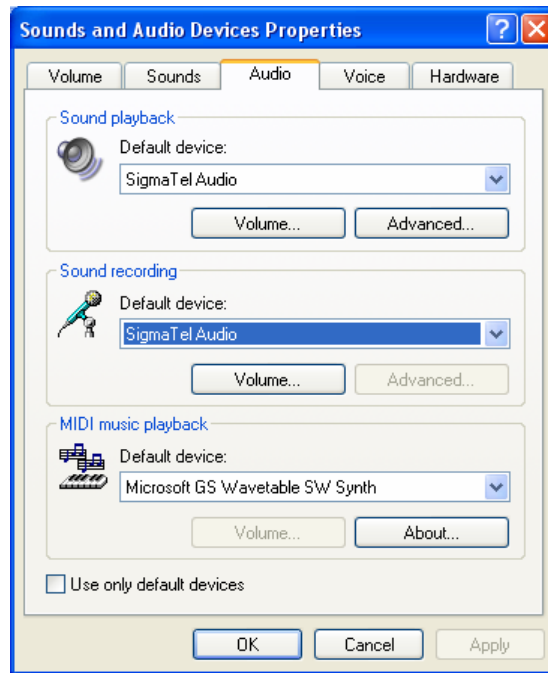 Sounds and Audio Devices Properties
Volume Sounds Audio Voice Hardware
Sound playback
Default device:
SigmaTel Audio
Volume... Advanced...
Sound recording
Default device:
SigmaTel Audio
Volume... Advanced...
MIDI music playback
Default device:
Microsoft GS Wavetable SW Synth
Volume... About...
Use only default devices
OK Cancel Apply